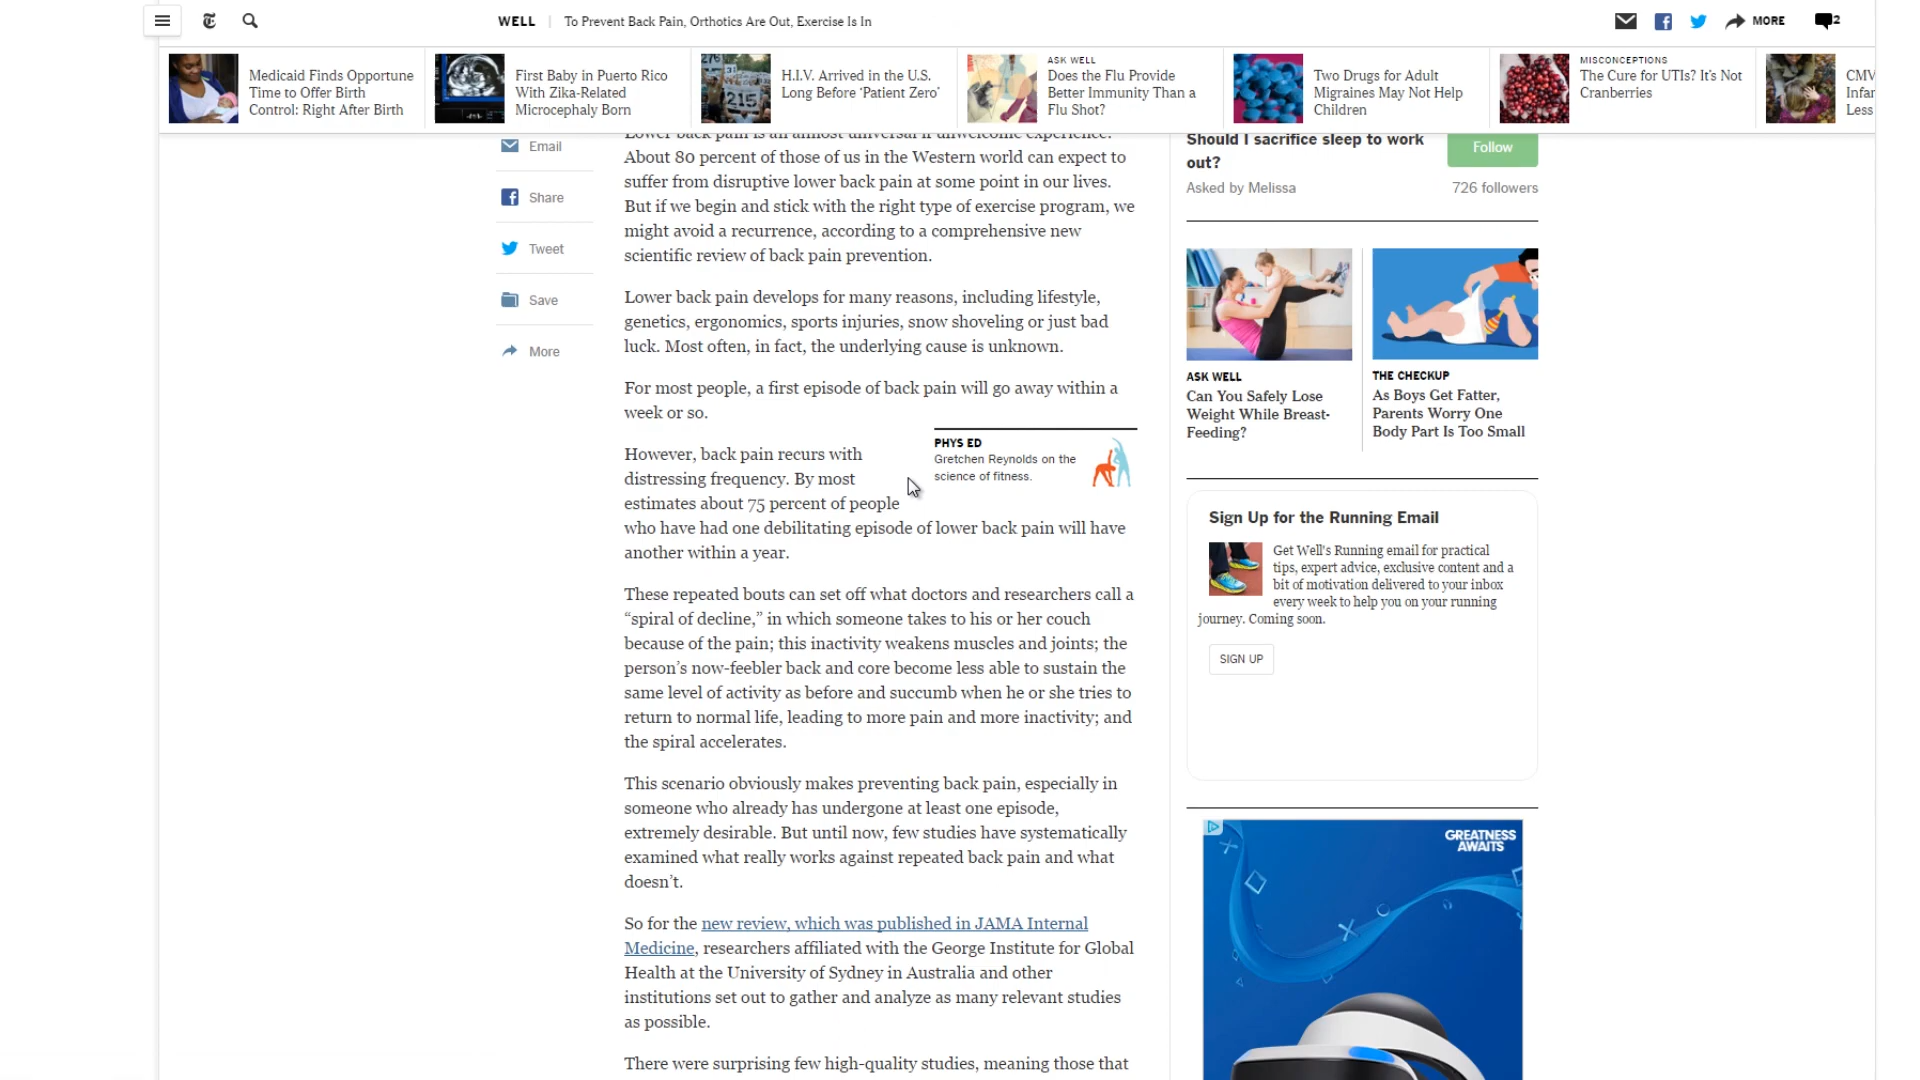 WELL
To Prevent Back Pain, Orthotics Are Out, Exercise Is In
MORE
2
Medicaid Finds Opportune
Time to Offer Birth
Control: Right After Birth
First Baby in Puerto Rico
With Zika-Related
Microcephaly Born
215
H.I.V. Arrived in the U.S.
Long Before ‘Patient Zero’
ASK WELL
Does the Flu Provide
Better Immunity Than a
Flu Shot?
Two Drugs for Adult
Migraines May Not Help
Children
MISCONCEPTIONS
The Cure for UTIs? It’s Not
Cranberries
CMV
Infan
Less
Email
Share
Tweet
Save
More
Lower back pain is an almost universal if unwelcome experience.
About 80 percent of those of us in the Western world can expect to
suffer from disruptive lower back pain at some point in our lives.
But if we begin and stick with the right type of exercise program, we
might avoid a recurrence, according to a comprehensive new
scientific review of back pain prevention.
Lower back pain develops for many reasons, including lifestyle,
genetics, ergonomics, sports injuries, snow shoveling or just bad
luck. Most often, in fact, the underlying cause is unknown.
For most people, a first episode of back pain will go away within a
week or so.
PHYS ED
Gretchen Reynolds on the
science of fitness.
However, back pain recurs with
distressing frequency. By most
estimates about 75 percent of people
who have had one debilitating episode of lower back pain will have
another within a year.
These repeated bouts can set off what doctors and researchers call a
“spiral of decline,” in which someone takes to his or her couch
because of the pain; this inactivity weakens muscles and joints; the
person’s now-feebler back and core become less able to sustain the
same level of activity as before and succumb when he or she tries to
return to normal life, leading to more pain and more inactivity; and
the spiral accelerates.
This scenario obviously makes preventing back pain, especially in
someone who already has undergone at least one episode,
extremely desirable. But until now, few studies have systematically
examined what really works against repeated back pain and what
doesn’t.
So for the new review, which was published in JAMA Internal
Medicine, researchers affiliated with the George Institute for Global
Health at the University of Sydney in Australia and other
institutions set out to gather and analyze as many relevant studies
as possible.
There were surprising few high-quality studies, meaning those that
Should I sacrifice sleep to work
out?
Follow
Asked by Melissa
726 followers
ASK WELL
Can You Safely Lose
Weight While Breast-
Feeding?
THE CHECKUP
As Boys Get Fatter,
Parents Worry One
Body Part Is Too Small
Sign Up for the Running Email
Get Well's Running email for practical
tips, expert advice, exclusive content and a
bit of motivation delivered to your inbox
every week to help you on your running
journey. Coming soon.
SIGN UP
GREATNESS
AWAITS